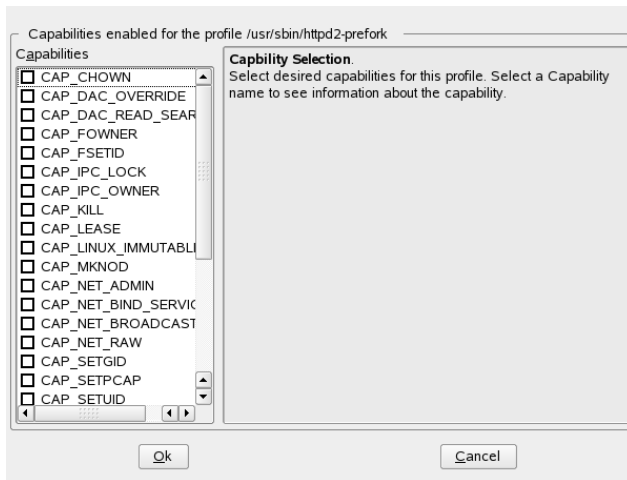 Capabilities enabled for the profile /usr/sbin/httpd2-prefork
Capabilities
CAP_CHOWN
CAP_DAC_OVERRIDE
CAP_DAC_READ_SEAR
CAP_FOWNER
CAP_FSETID
CAP_IPC_LOCK
CAP_IPC_OWNER
CAP_KILL
CAP_LEASE
CAP_LINUX_IMMUTABL
CAP_MKNOD
CAP_NET_ADMIN
CAP_NET_BIND_SERVIC
CAP_NET_BROADCAST
CAP_NET_RAW
CAP_SETGID
CAP_SETPCAP
CAP_SETUID
Capbility Selection.
Select desired capabilities for this profile. Select a Capability
name to see information about the capability.
Ok
Cancel